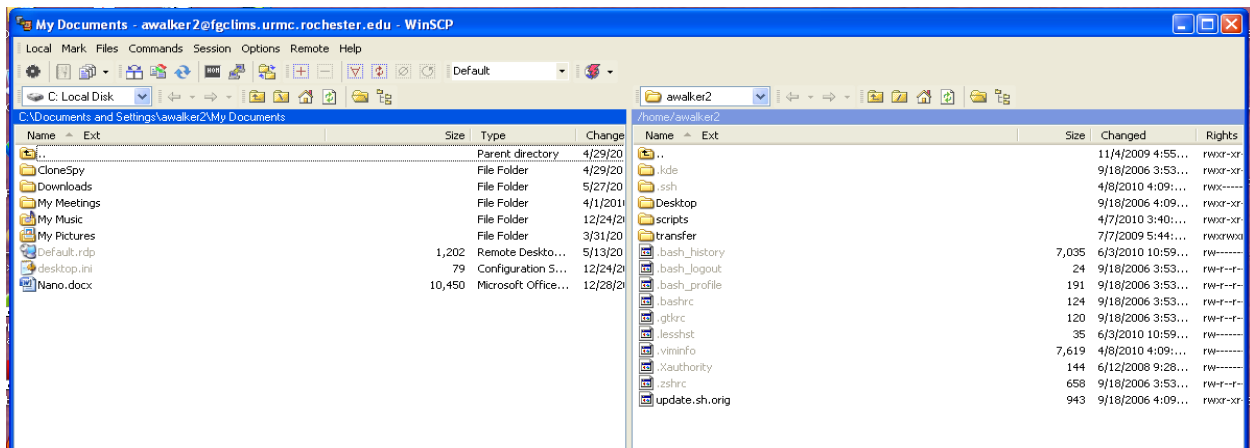 My Documents - awalker2@fgclims.urmc.rochester.edu - WinSCP
Local Mark Files Commands Session Options Remote Help
Default
C: Local Disk
awalker2
C:\Documents and Settings\awalker2\My Documents
/home/awalker2
Name Ext Size Type Change
.. Parent directory 4/29/20
CloneSpy File Folder 4/29/20
Downloads File Folder 5/27/20
My Meetings File Folder 4/1/201
My Music File Folder 12/24/2
My Pictures File Folder 3/31/20
Default.rdp 1,202 Remote Deskto... 5/13/20
desktop.ini 79 Configuration S... 12/24/2
Nano.docx 10,450 Microsoft Office... 12/28/2
Name Ext Size Changed Rights
.. 11/4/2009 4:55... rwxr-xr-
.kde 9/18/2006 3:53... rwxr-xr-
.ssh 4/8/2010 4:09:... rwx-----
Desktop 9/18/2006 4:09... rwxr-xr-
scripts 4/7/2010 3:40:... rwxr-xr-
transfer 7/7/2009 5:44:... rwxrwxr
.bash_history 7,035 6/3/2010 10:59... rw------
.bash_logout 24 9/18/2006 3:53... rw-r--r--
.bash_profile 191 9/18/2006 3:53... rw-r--r--
.bashrc 124 9/18/2006 3:53... rw-r--r--
.gtkrc 120 9/18/2006 3:53... rw-r--r--
.lesshst 35 6/3/2010 10:59... rw------
.viminfo 7,619 4/8/2010 4:09:... rw------
.Xauthority 144 6/12/2008 9:28... rw------
.zshrc 658 9/18/2006 3:53... rw-r--r--
update.sh.orig 943 9/18/2006 4:09... rwxr-xr-